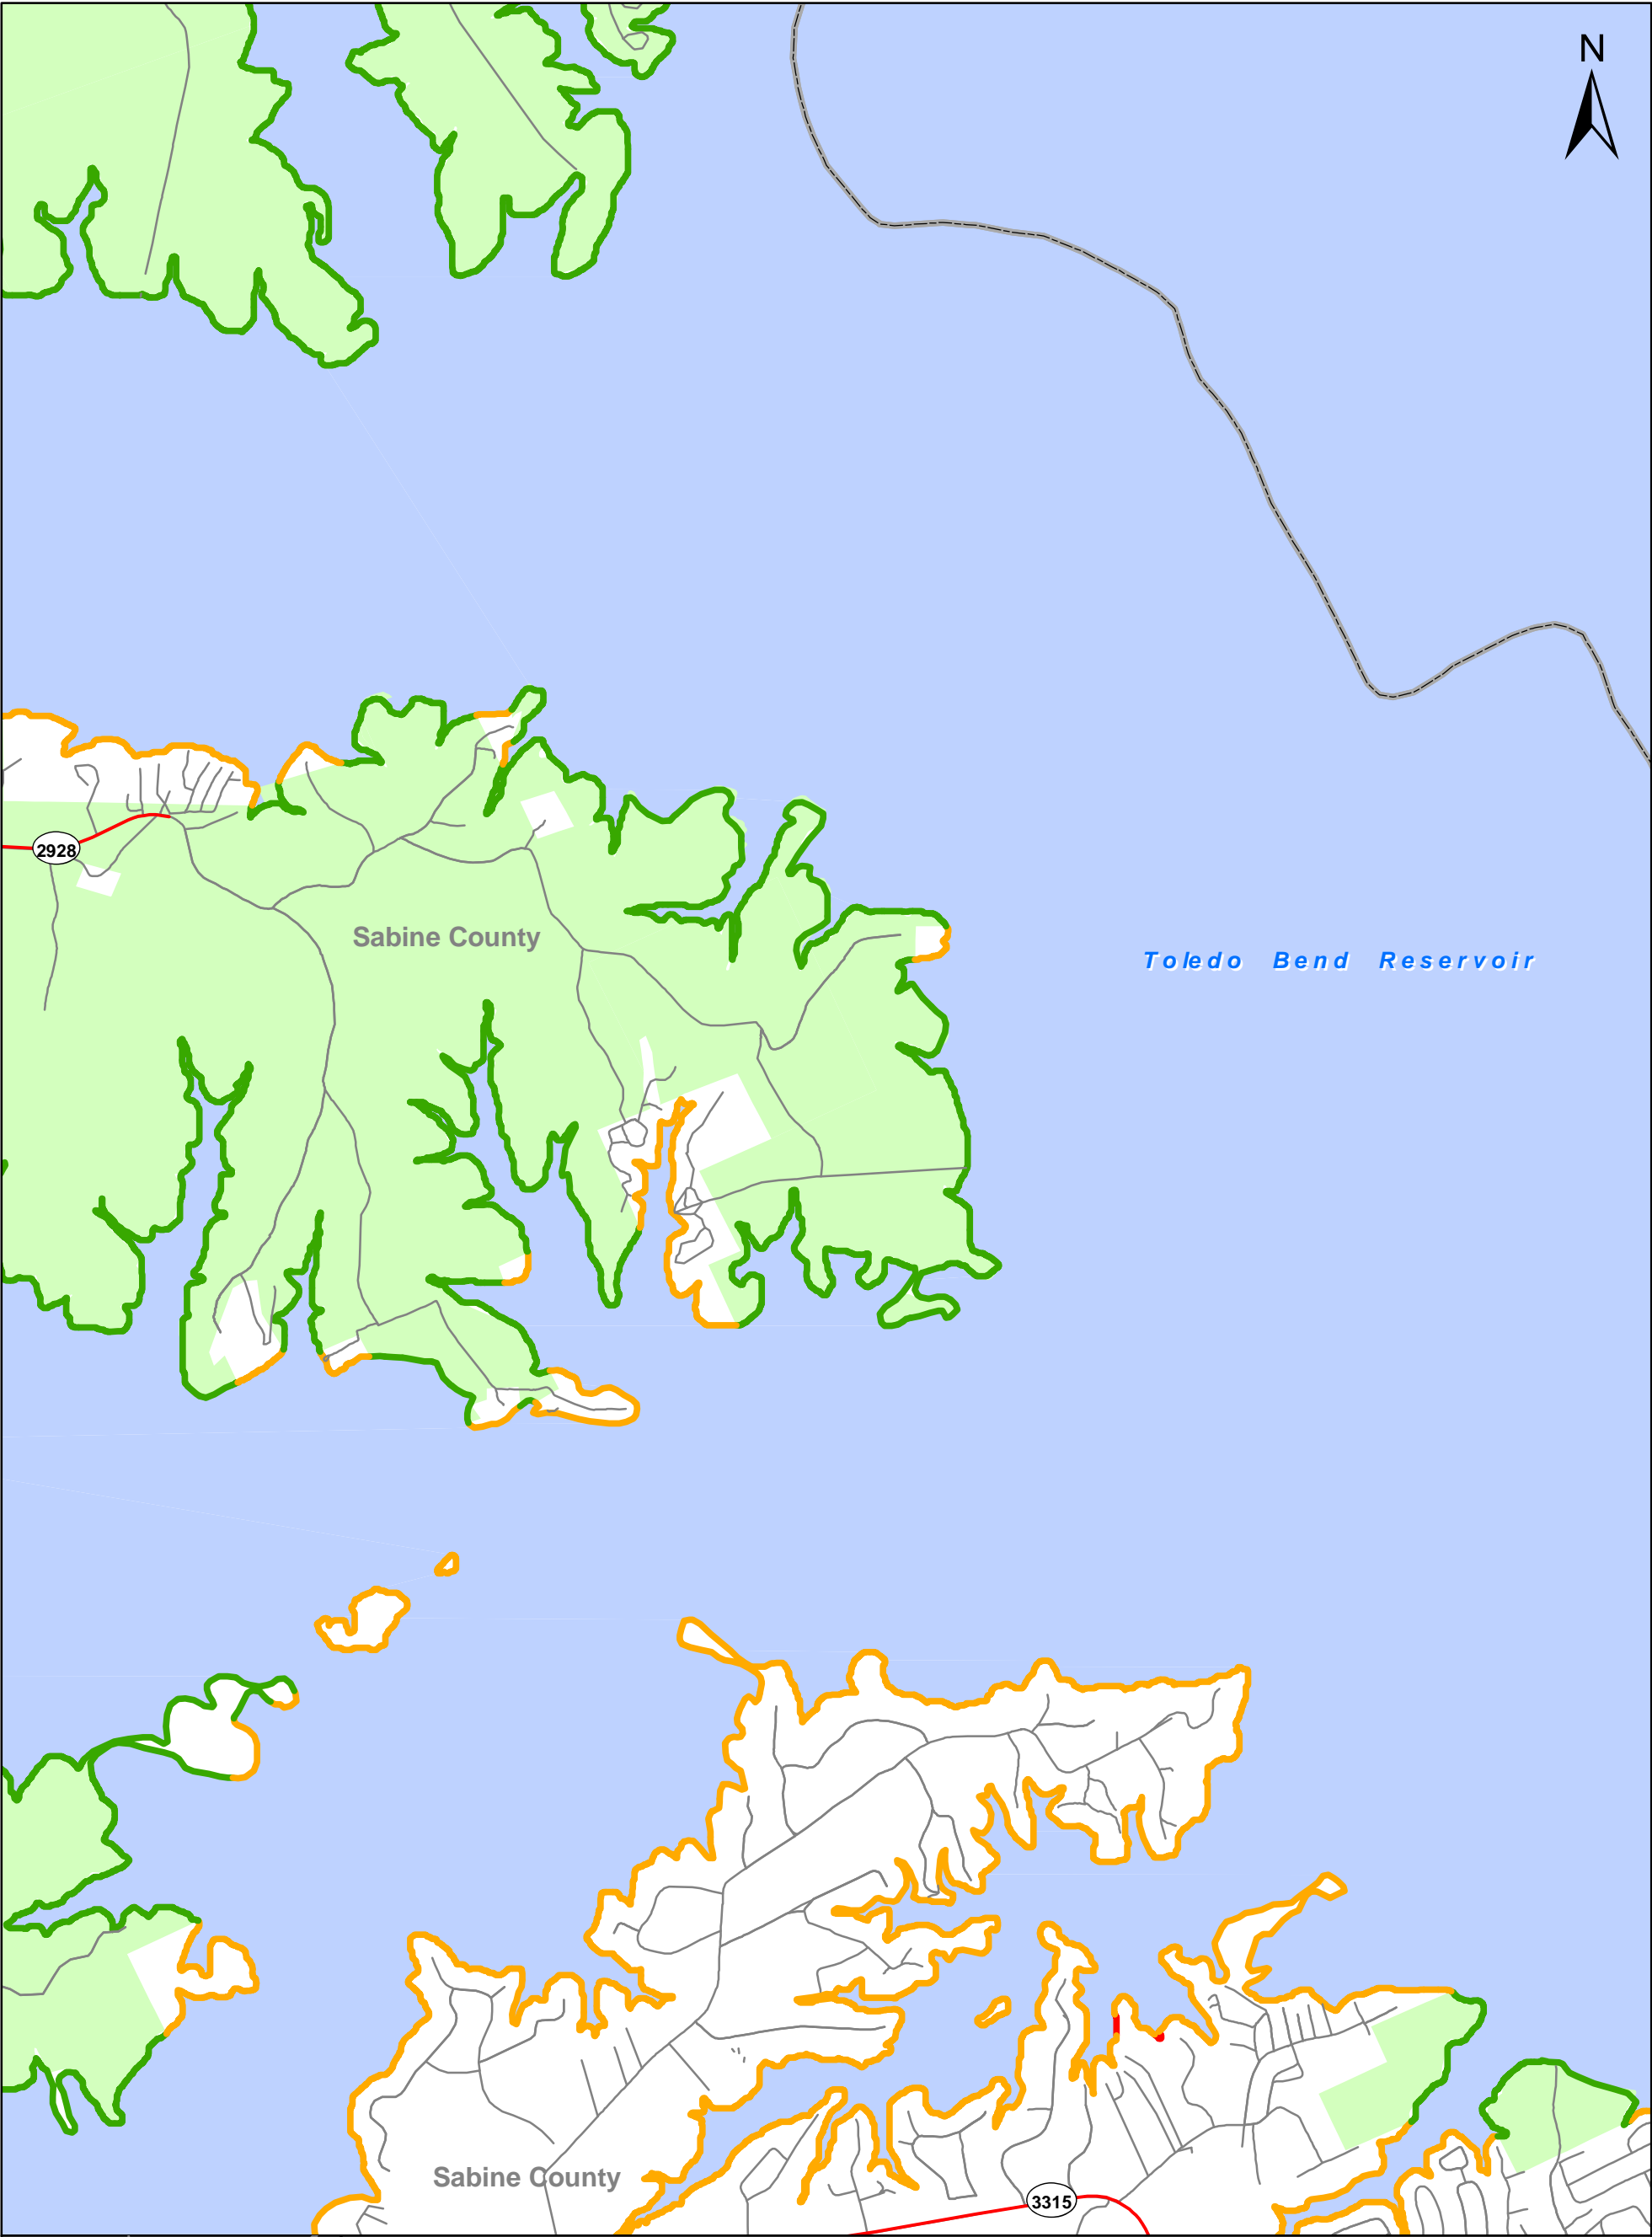 N
2928
Sabine County
Toledo Bend Reservoir
Sabine County
3315